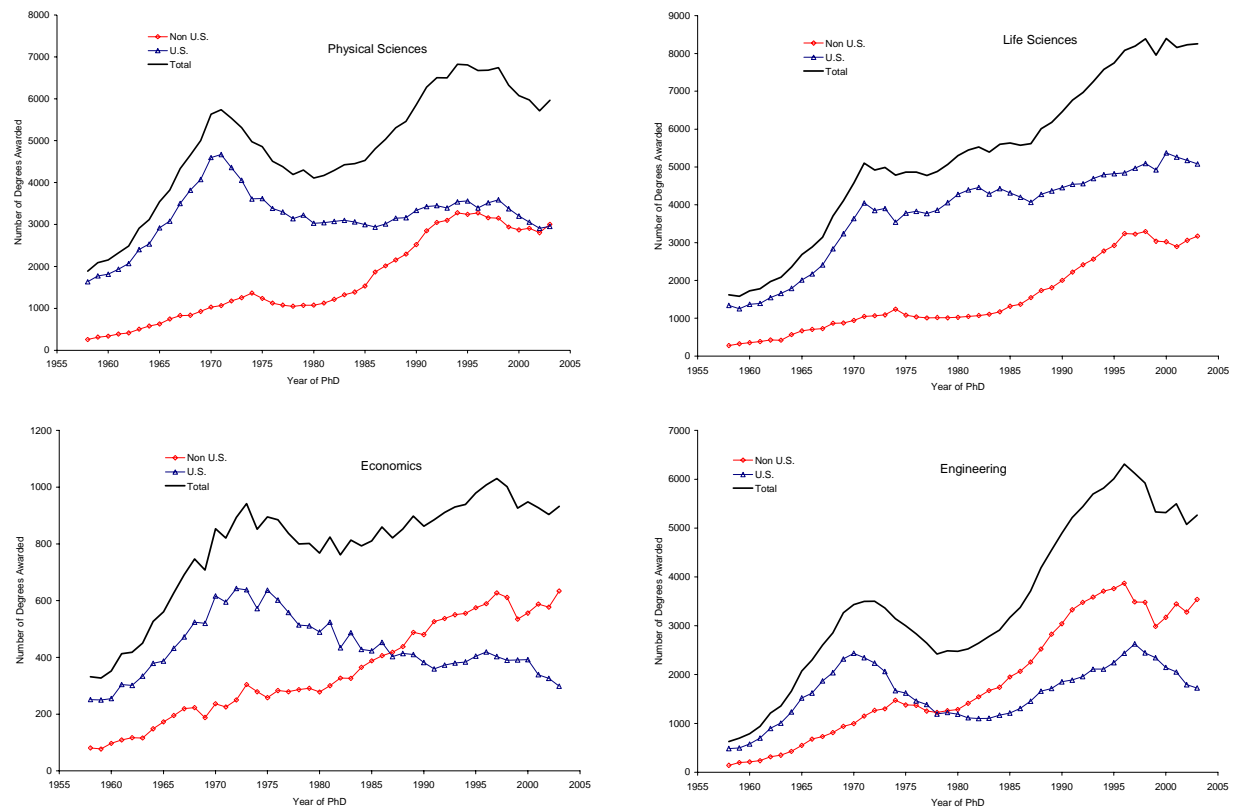 Physical Sciences
Non U.S.
U.S.
Total
Number of Degrees Awarded
8000
7000
6000
5000
4000
3000
2000
1000
0
1955 1960 1965 1970 1975 1980 1985 1990 1995 2000 2005
Year of PhD
Life Sciences
Non U.S.
U.S.
Total
Number of Degrees Awarded
9000
8000
7000
6000
5000
4000
3000
2000
1000
0
1955 1960 1965 1970 1975 1980 1985 1990 1995 2000 2005
Year of PhD
Economics
Non U.S.
U.S.
Total
Number of Degrees Awarded
1200
1000
800
600
400
200
0
1955 1960 1965 1970 1975 1980 1985 1990 1995 2000 2005
Year of PhD
Engineering
Non U.S.
U.S.
Total
Number of Degrees Awarded
7000
6000
5000
4000
3000
2000
1000
0
1955 1960 1965 1970 1975 1980 1985 1990 1995 2000 2005
Year of PhD